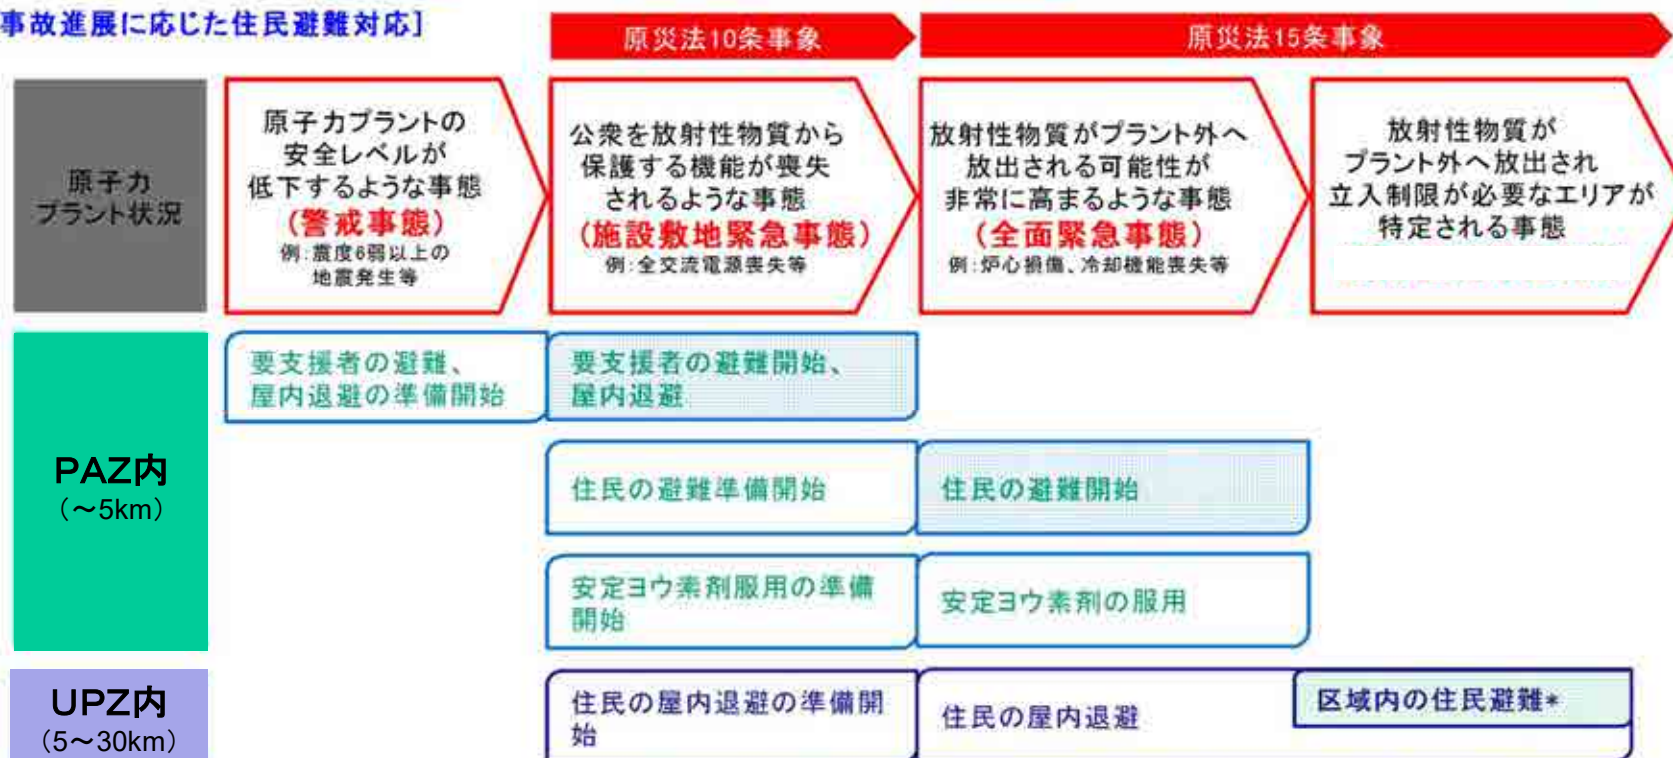 事故進展に応じた住民避難対応]
原災法10条事象
原災法15条事象
原子力
プラント状況
原子力プラントの
安全レベルが
低下するような事態
(警戒事態)
例:震度6弱以上の
地震発生等
公衆を放射性物質から
保護する機能が喪失
されるような事態
(施設敷地緊急事態)
例:全交流電源喪失等
放射性物質がプラント外へ
放出される可能性が
非常に高まるような事態
(全面緊急事態)
例:炉心損傷、冷却機能喪失等
放射性物質が
プラント外へ放出され
立入制限が必要なエリアが
特定される事態
PAZ内
(~5km)
要支援者の避難、
屋内退避の準備開始
要支援者の避難開始、
屋内退避
住民の避難準備開始
住民の避難開始
安定ヨウ素剤服用の準備
開始
安定ヨウ素剤の服用
UPZ内
(5~30km)
住民の屋内退避の準備開
始
住民の屋内退避
区域内の住民避難*